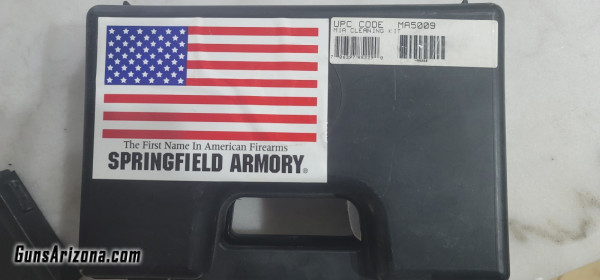 UPC CODE MA5009
M1A CLEANING KIT
The First Name In American Firearms
SPRINGFIELD ARMORY®
GunsArizona.com